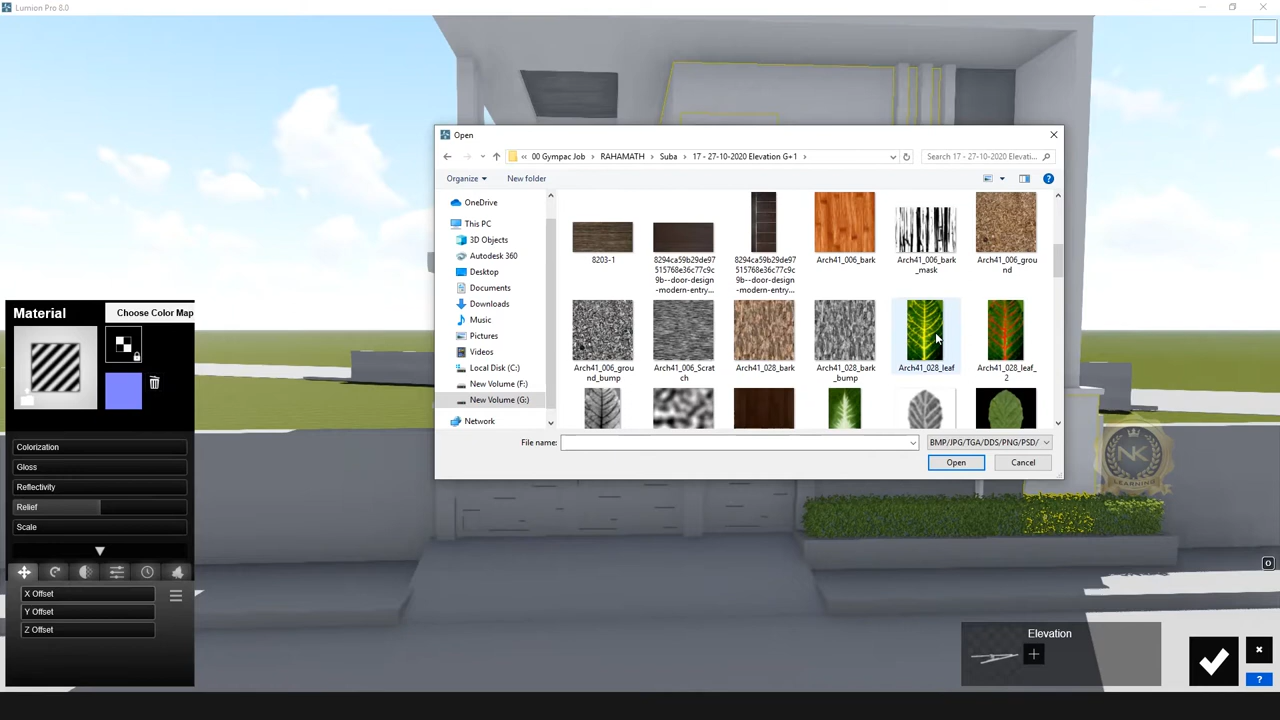 Lumion Pro 8.0
Open
« 00 Gympac Job > RAHAMATH > Suba > 17 - 27-10-2020 Elevation G+1 >
Search 17 - 27-10-2020 Elevati...
Organize
New folder
OneDrive
This PC
3D Objects
Autodesk 360
Desktop
Documents
Downloads
Music
Pictures
Videos
Local Disk (C:)
New Volume (F:)
New Volume (G:)
Network
8203-1
8294ca59b29de97
515768e36c77c9c
9b--door-design
-modern-entry...
8294ca59b29de97
515768e36c77c9c
9b--door-design
-modern-entry...
Arch41_006_bark
Arch41_006_bark
_mask
Arch41_006_grou
nd
Arch41_006_grou
nd_bump
Arch41_006_Scrat
ch
Arch41_028_bark
Arch41_028_bark
_bump
Arch41_028_leaf
Arch41_028_leaf_
2
File name:
BMP/JPG/TGA/DDS/PNG/PSD/
Open
Cancel
Material
Choose Color Map
Colorization
Gloss
Reflectivity
Relief
Scale
X Offset
Y Offset
Z Offset
NK
LEARNING
O
Elevation
?